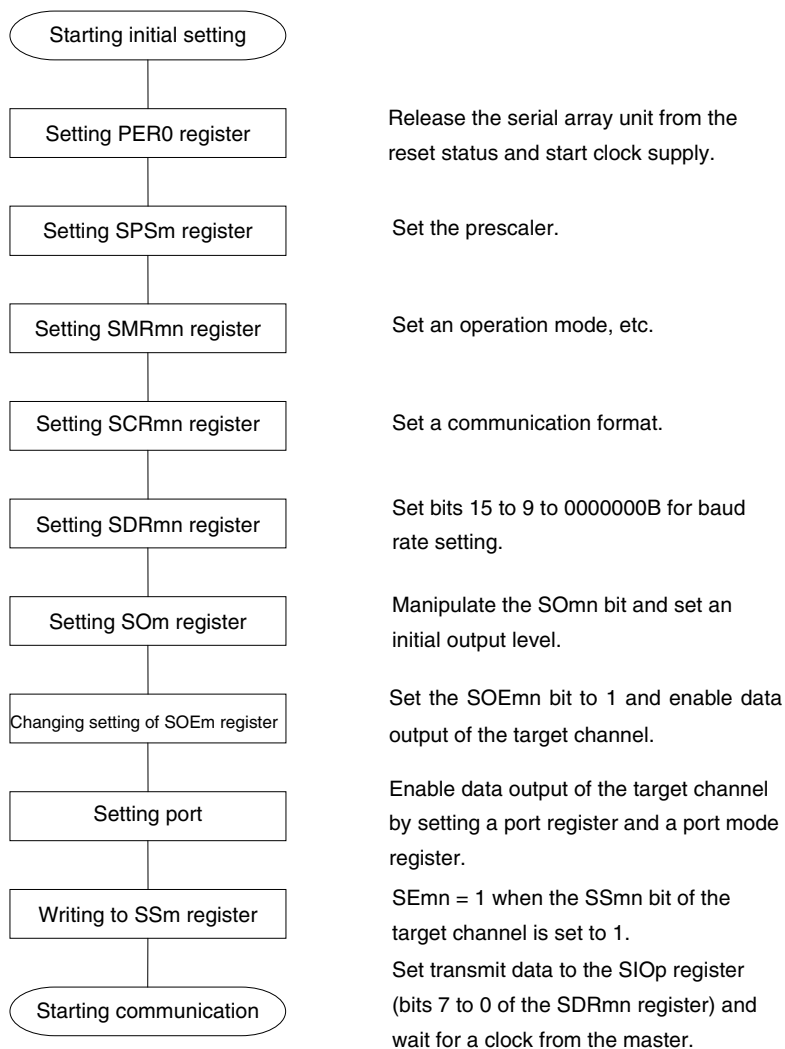 Starting initial setting
Setting PER0 register
Release the serial array unit from the
reset status and start clock supply.
Setting SPSm register
Set the prescaler.
Setting SMRmn register
Set an operation mode, etc.
Setting SCRmn register
Set a communication format.
Setting SDRmn register
Set bits 15 to 9 to 0000000B for baud
rate setting.
Setting SOm register
Manipulate the SOmn bit and set an
initial output level.
Changing setting of SOEm register
Set the SOEmn bit to 1 and enable data
output of the target channel.
Setting port
Enable data output of the target channel
by setting a port register and a port mode
register.
Writing to SSm register
SEmn = 1 when the SSmn bit of the
target channel is set to 1.
Starting communication
Set transmit data to the SIOp register
(bits 7 to 0 of the SDRmn register) and
wait for a clock from the master.